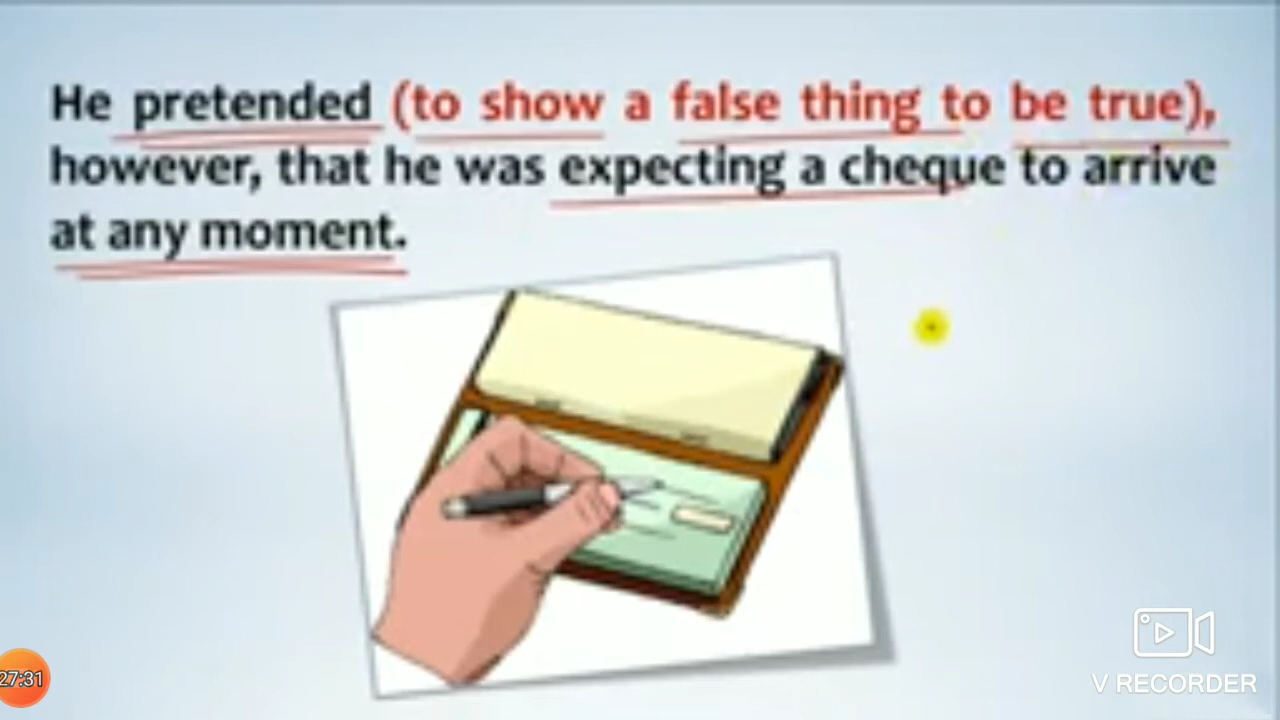 He pretended (to show a false thing to be true),
however, that he was expecting a cheque to arrive
at any moment.
27:31
V RECORDER